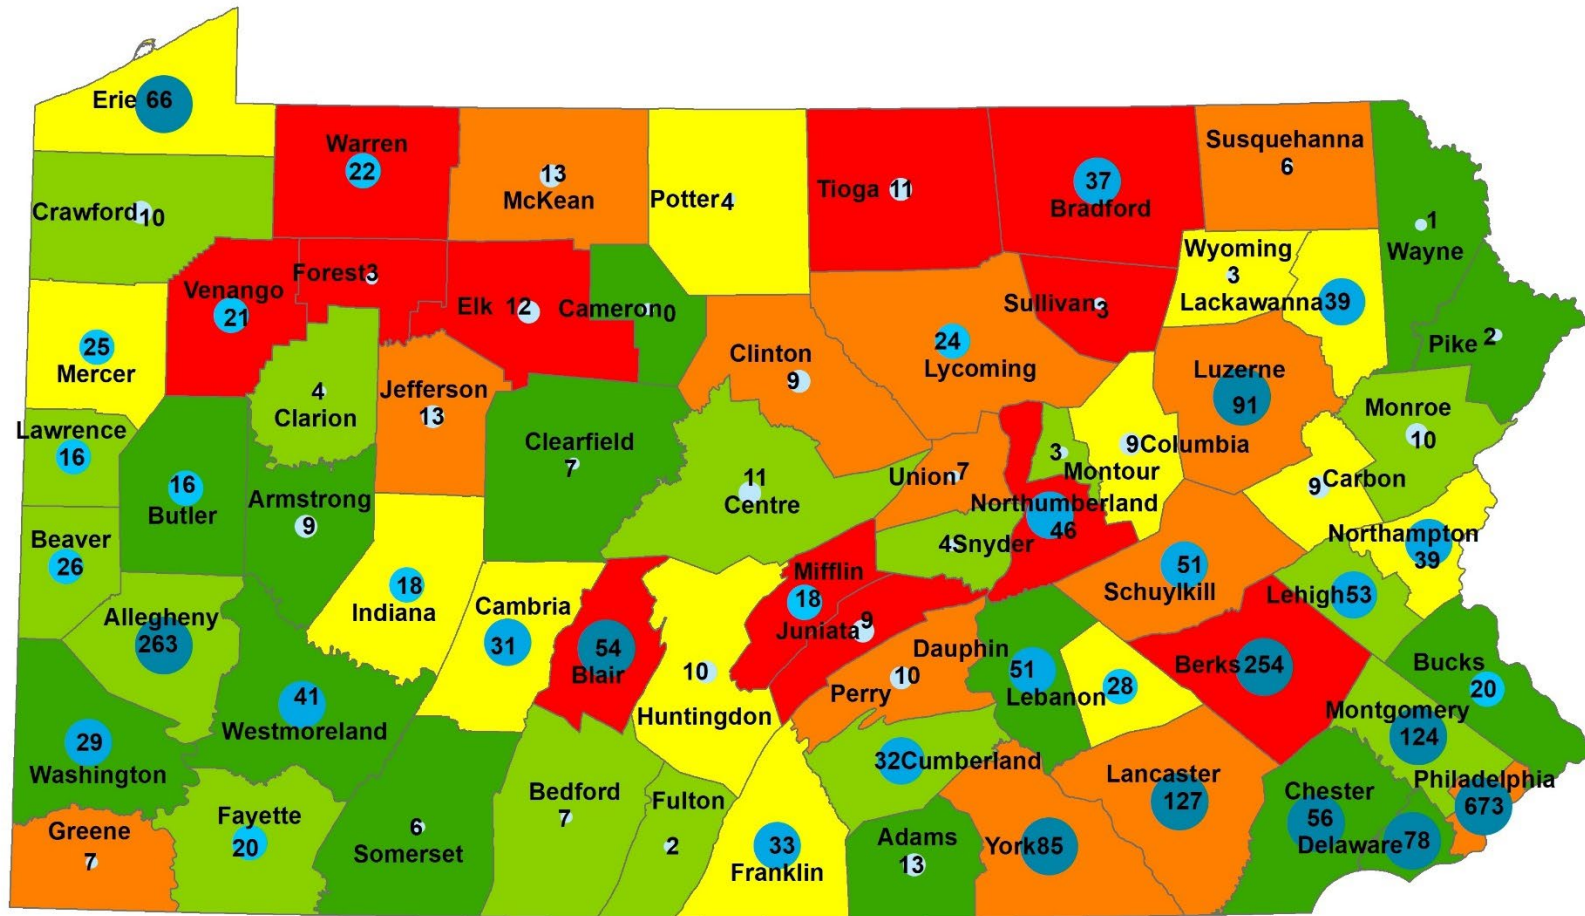 Erie 66
Warren
22
13
McKean
Potter 4
Tioga 11
37
Bradford
Susquehanna
6
Crawford 10
1
Wayne
Venango
21
Forest 3
Elk 12
Cameron 0
Sullivan 3
Wyoming
3
Lackawanna 39
Pike 2
25
Mercer
4
Clarion
Jefferson
13
Clinton
9
24
Lycoming
Luzerne
91
Monroe
10
Lawrence
16
16
Butler
Armstrong
9
Clearfield
7
11
Centre
Union 7
3
Montour
9 Columbia
9 Carbon
Northumberland
46
Beaver
26
18
Indiana
4 Snyder
51
Schuylkill
Northampton
39
Allegheny
263
Cambria
31
54
Blair
Mifflin
18
Juniata 9
Lehigh 53
41
Westmoreland
10
Huntingdon
Perry 10
Dauphin
51
Lebanon 28
Berks 254
Bucks
20
29
Washington
Montgomery
124
Greene
7
Fayette
20
6
Somerset
Bedford
7
Fulton
2
33
Franklin
32 Cumberland
Adams
13
York 85
Lancaster
127
Chester
56
Delaware 78
Philadelphia
673